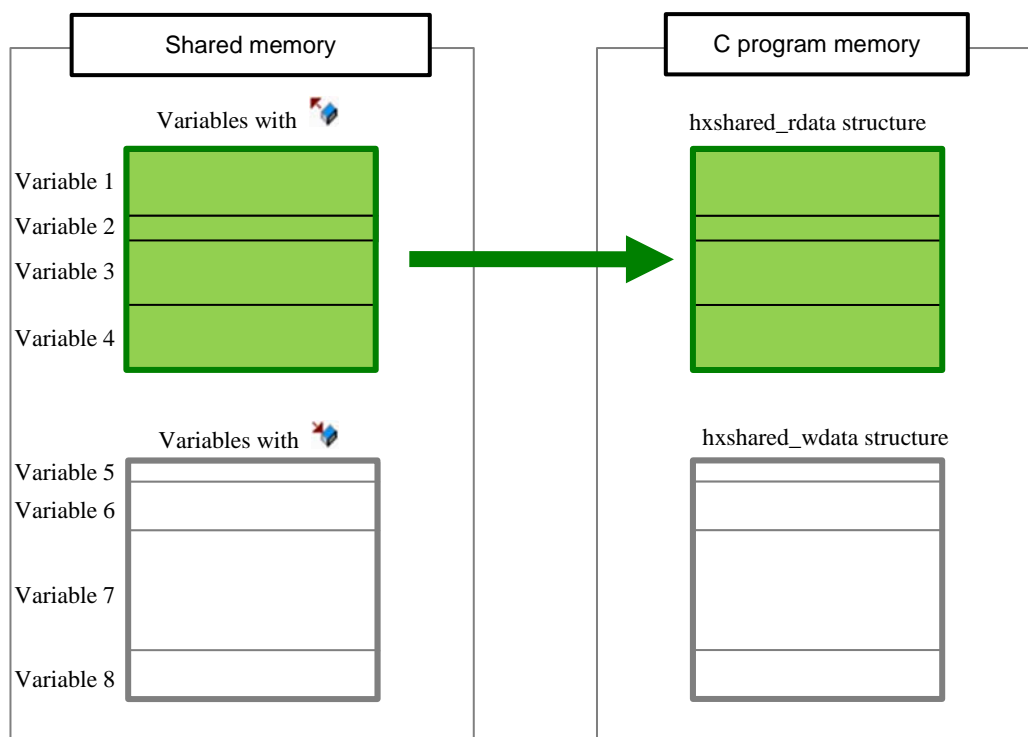 Shared memory
C program memory
Variables with
hxshared_rdata structure
Variable 1
Variable 2
Variable 3
Variable 4
Variables with
hxshared_wdata structure
Variable 5
Variable 6
Variable 7
Variable 8